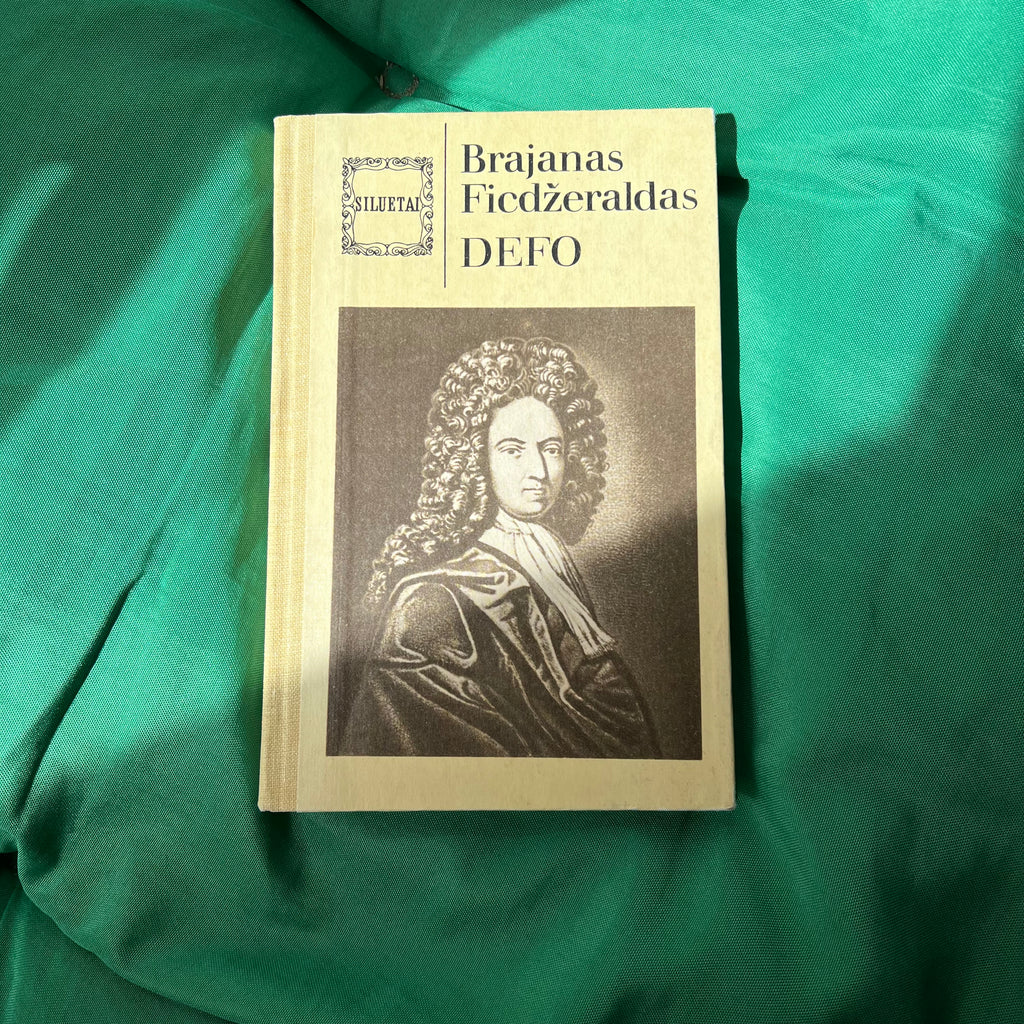 SILUETAI
Brajanas
Ficdžeraldas
DEFO